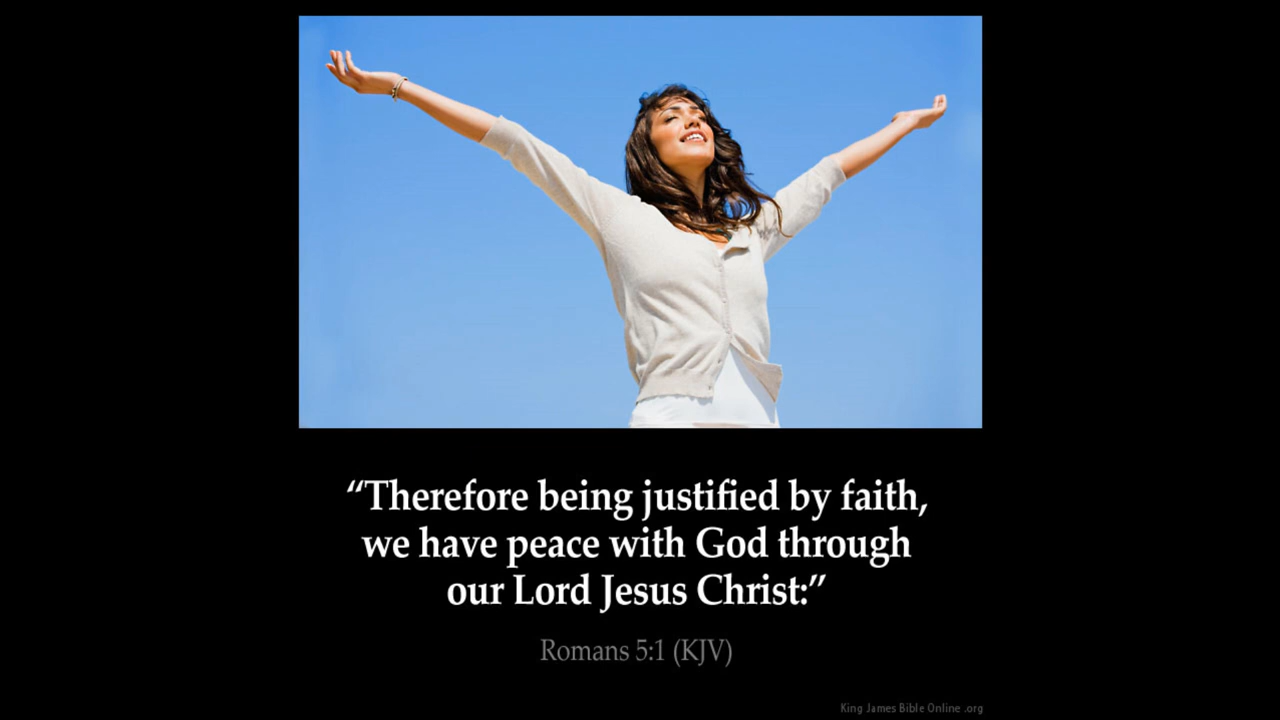 “Therefore being justified by faith,
we have peace with God through
our Lord Jesus Christ:”
Romans 5:1 (KJV)
King James Bible Online .org